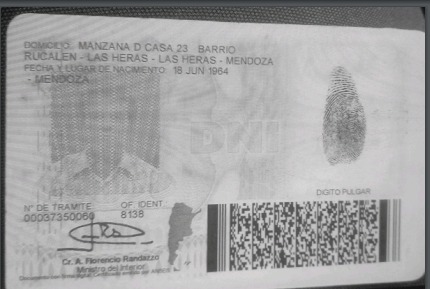 DOMICILIO: MANZANA D CASA 23 BARRIO
RUCALEN - LAS HERAS - LAS HERAS - MENDOZA
FECHA Y LUGAR DE NACIMIENTO: 18 JUN 1964
- MENDOZA
DNI
DIGITO PULGAR
N° DE TRAMITE: OF. IDENT.
00037350060 8138
Cr. A. Florencio Randazzo
Ministro del Interior